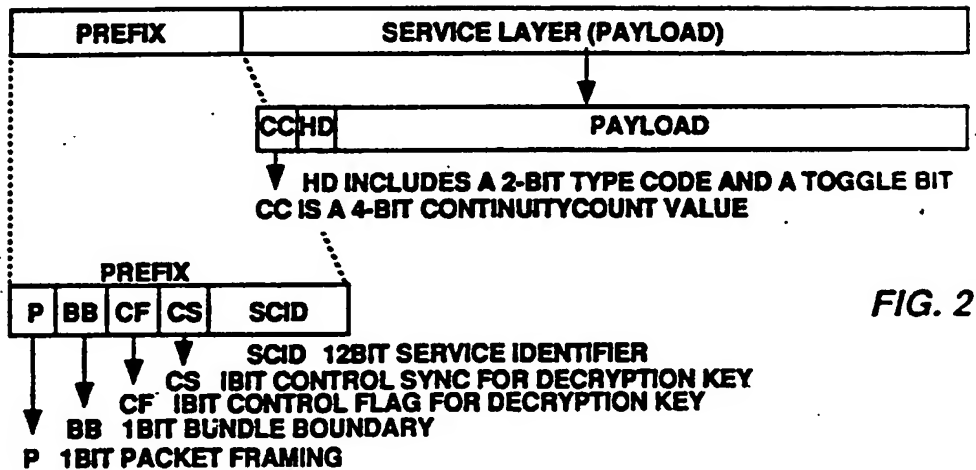 PREFIX SERVICE LAYER (PAYLOAD)
CC HD PAYLOAD
HD INCLUDES A 2-BIT TYPE CODE AND A TOGGLE BIT
CC IS A 4-BIT CONTINUITYCOUNT VALUE
PREFIX
P BB CF CS SCID
FIG. 2
SCID 12BIT SERVICE IDENTIFIER
CS IBIT CONTROL SYNC FOR DECRYPTION KEY
CF IBIT CONTROL FLAG FOR DECRYPTION KEY
BB 1BIT BUNDLE BOUNDARY
P 1BIT PACKET FRAMING